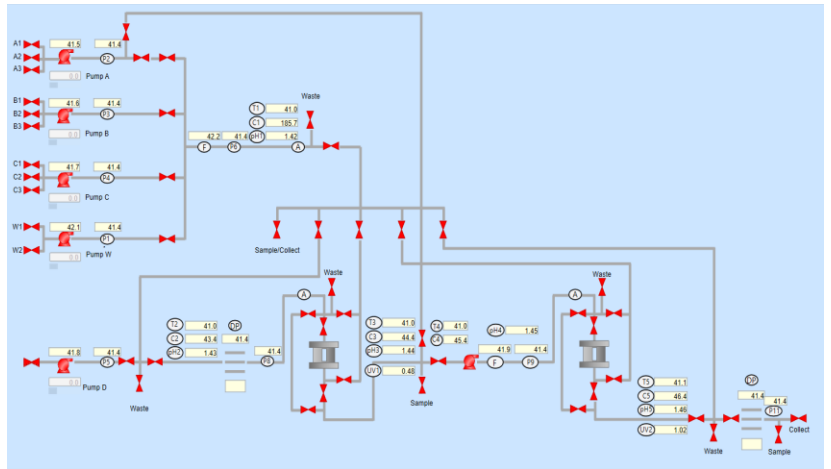 A1 41.5 41.4
A2 P2
A3 0.0 Pump A
B1 41.6 41.4
B2 P3
B3 0.0 Pump B
T1 41.0 Waste
C1 185.7
42.2 41.4 pH1 1.42
F P6 A
C1 41.7 41.4
C2 P4
C3 0.0 Pump C
W1 42.1 41.4
P1
W2 0.0 Pump W
Sample/Collect
Waste Waste
A A
T2 41.0 DP
C2 43.4 41.4
pH2 1.43
T3 41.0 T4 41.0 pH4 1.45
C3 44.4 C4 45.4
pH3 1.44
41.8 41.4 P5
41.4 P8
0.0 Pump D
Waste
UV1 0.48
Sample
41.9 41.4
F P9
T5 41.1 DP
C5 46.4 41.4 41.4
pH5 1.46 P11
UV2 1.02
Collect
Waste Sample